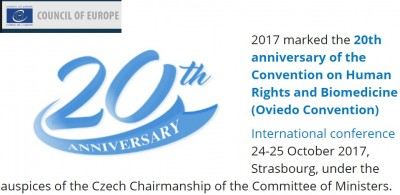 COUNCIL OF EUROPE
20th
ANNIVERSARY
2017 marked the 20th
anniversary of the
Convention on Human
Rights and Biomedicine
(Oviedo Convention)
International conference
24-25 October 2017,
Strasbourg, under the
auspices of the Czech Chairmanship of the Committee of Ministers.